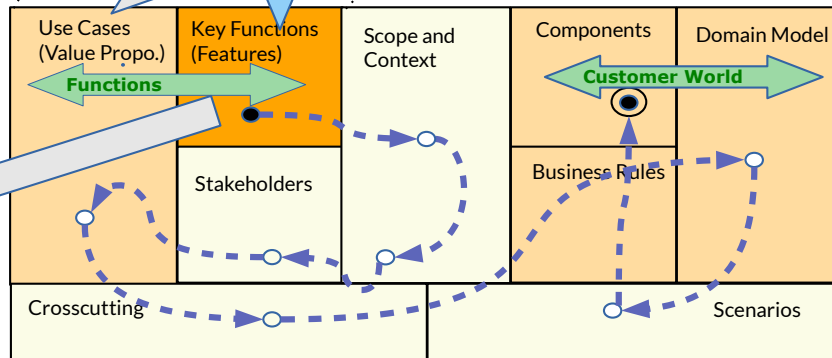 Use Cases
(Value Propo.)
Functions
Key Functions
(Features)
Scope and
Context
Components
Domain Model
Customer World
Stakeholders
Business Rules
Crosscutting
Scenarios